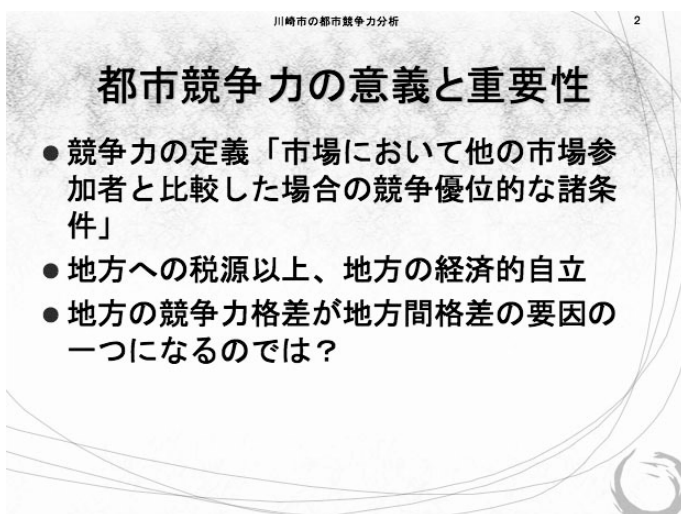 川崎市の都市競争力分析
2
都市競争力の意義と重要性
● 競争力の定義「市場において他の市場参
加者と比較した場合の競争優位的な諸条
件」
● 地方への税源以上、地方の経済的自立
● 地方の競争力格差が地方間格差の要因の
一つになるのでは？